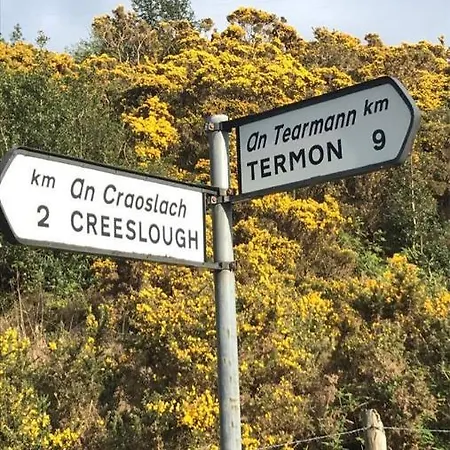 km An Craoslach
2 CREESLOUGH
An Tearmann km
TERMON 9